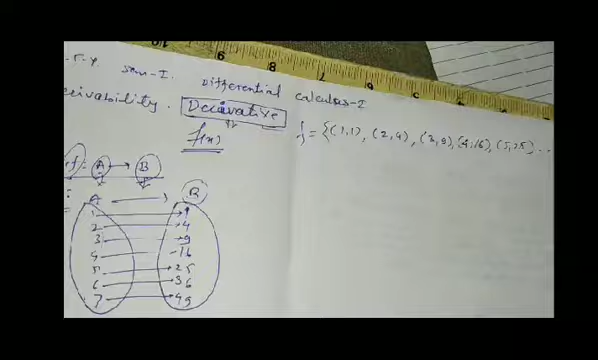 Sem-I. Differential Calculus-I
Derivative
f(x)
f = {(1,1), (2,4), (3,9), (4,16), (5,25) ...
f: A → B
A → B
1 → 1
2 → 4
3 → 9
4 - 16
5 → 25
6 → 36
7 → 49